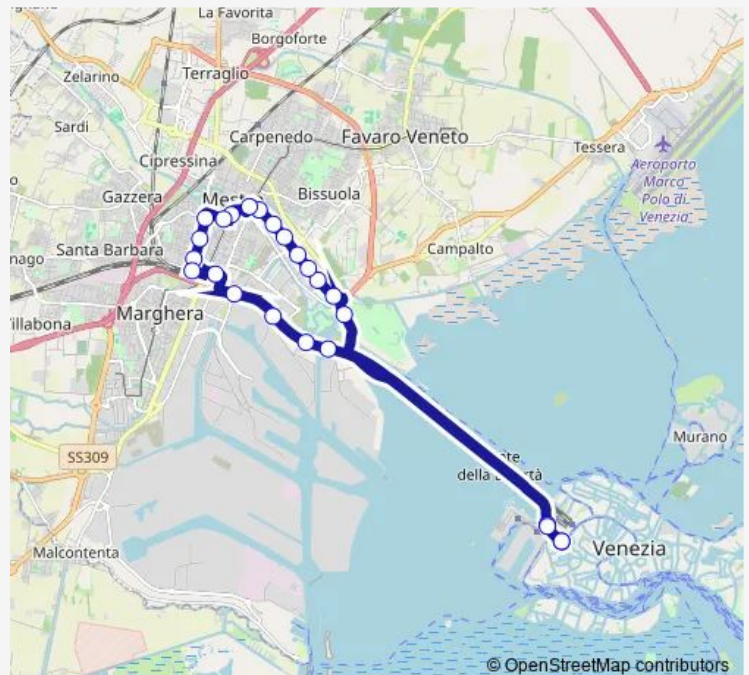 La Favorita
Borgoforte
Terraglio
Zelarino
Sardi
Carpenedo
Favaro Veneto
Tessera
Cipressina
Aeroporto
Marco
Polo di
Venezia
Gazzera
Bissuola
Santa Barbara
Campalto
Marghera
Murano
SS309
Venezia
Malcontenta
© OpenStreetMap contributors